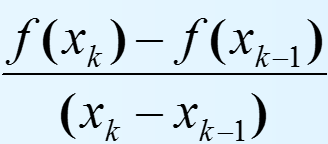 f(x_k) − f(x_{k−1})
(x_k − x_{k−1})